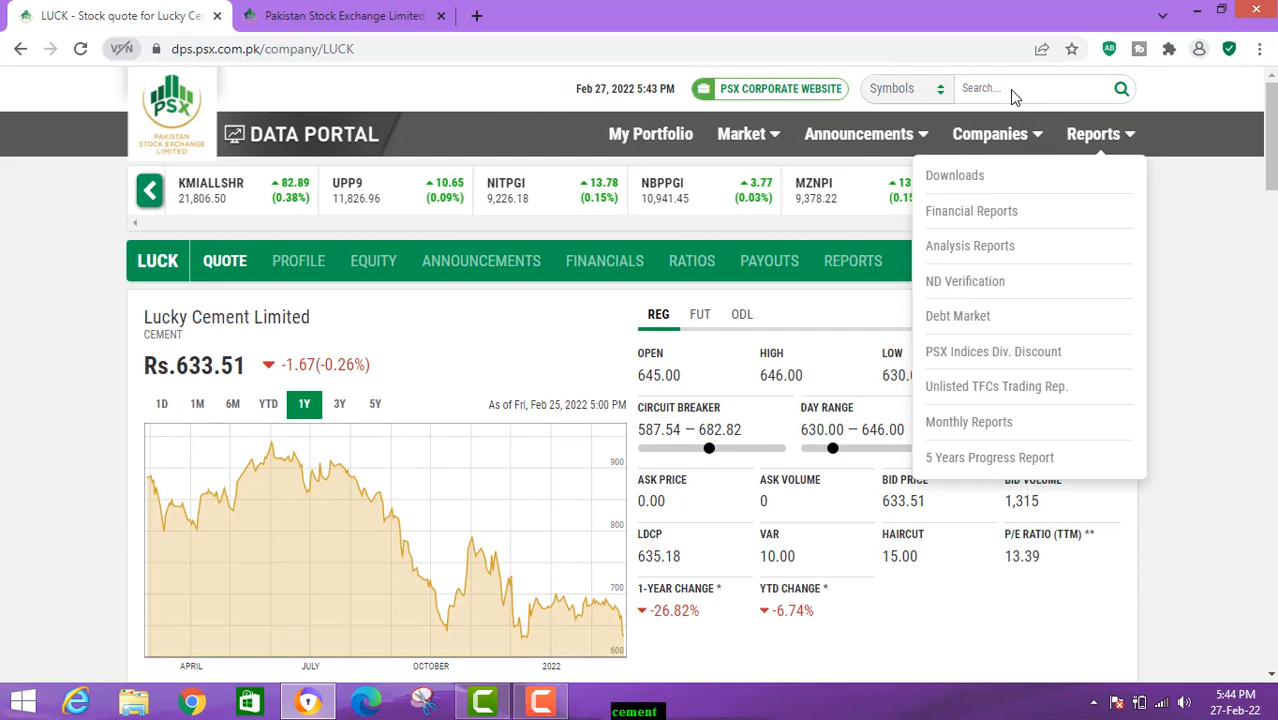 LUCK - Stock quote for Lucky Ce
Pakistan Stock Exchange Limited
VPN
dps.psx.com.pk/company/LUCK
PSX
PAKISTAN
STOCK EXCHANGE
LIMITED
Feb 27, 2022 5:43 PM
PSX CORPORATE WEBSITE
Symbols
Search...
DATA PORTAL
My Portfolio
Market
Announcements
Companies
Reports
KMIALLSHR
21,806.50
82.89
(0.38%)
UPP9
11,826.96
10.65
(0.09%)
NITPGI
9,226.18
13.78
(0.15%)
NBPPGI
10,941.45
3.77
(0.03%)
MZNPI
9,378.22
Downloads
Financial Reports
Analysis Reports
ND Verification
Debt Market
PSX Indices Div. Discount
Unlisted TFCs Trading Rep.
Monthly Reports
5 Years Progress Report
LUCK
QUOTE
PROFILE
EQUITY
ANNOUNCEMENTS
FINANCIALS
RATIOS
PAYOUTS
REPORTS
Lucky Cement Limited
CEMENT
Rs.633.51
-1.67(-0.26%)
1D
1M
6M
YTD
1Y
3Y
5Y
As of Fri, Feb 25, 2022 5:00 PM
900
800
700
600
APRIL
JULY
OCTOBER
2022
REG
FUT
ODL
OPEN
645.00
HIGH
646.00
LOW
630.
CIRCUIT BREAKER
587.54 — 682.82
DAY RANGE
630.00 — 646.00
ASK PRICE
0.00
ASK VOLUME
0
BID PRICE
633.51
BID VOLUME
1,315
LDCP
635.18
VAR
10.00
HAIRCUT
15.00
P/E RATIO (TTM) **
13.39
1-YEAR CHANGE *
-26.82%
YTD CHANGE *
-6.74%
cement
5:44 PM
27-Feb-22